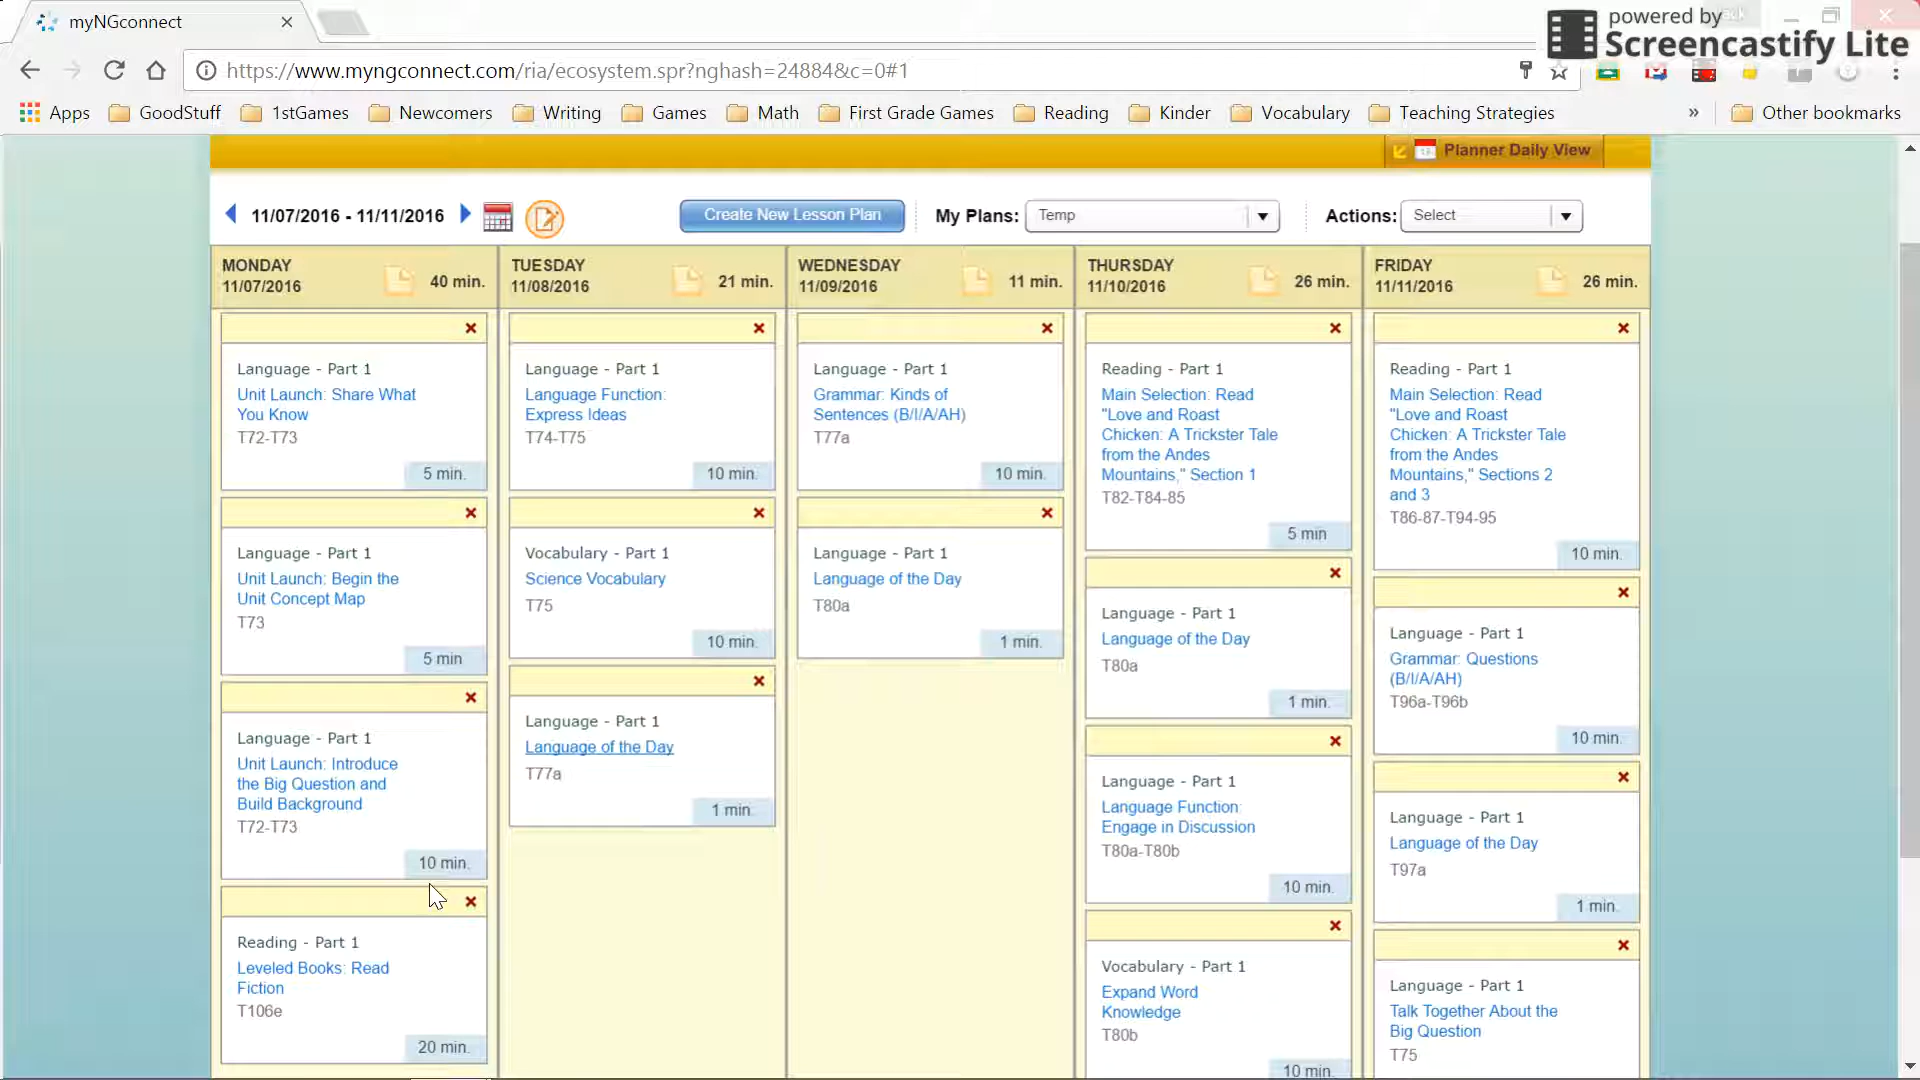 myNGconnect
powered by
Screencastify Lite
https://www.myngconnect.com/ria/ecosystem.spr?nghash=24884&c=0#1
Apps GoodStuff 1stGames Newcomers Writing Games Math First Grade Games Reading Kinder Vocabulary Teaching Strategies » Other bookmarks
Planner Daily View
11/07/2016 - 11/11/2016 Create New Lesson Plan My Plans: Temp Actions: Select
MONDAY
11/07/2016
40 min.
Language - Part 1
Unit Launch: Share What
You Know
T72-T73
5 min.
Language - Part 1
Unit Launch: Begin the
Unit Concept Map
T73
5 min
Language - Part 1
Unit Launch: Introduce
the Big Question and
Build Background
T72-T73
10 min.
Reading - Part 1
Leveled Books: Read
Fiction
T106e
20 min.
TUESDAY
11/08/2016
21 min.
Language - Part 1
Language Function:
Express Ideas
T74-T75
10 min.
Vocabulary - Part 1
Science Vocabulary
T75
10 min.
Language - Part 1
Language of the Day
T77a
1 min.
WEDNESDAY
11/09/2016
11 min.
Language - Part 1
Grammar: Kinds of
Sentences (B/I/A/AH)
T77a
10 min.
Language - Part 1
Language of the Day
T80a
1 min.
THURSDAY
11/10/2016
26 min.
Reading - Part 1
Main Selection: Read
"Love and Roast
Chicken: A Trickster Tale
from the Andes
Mountains," Section 1
T82-T84-85
5 min
Language - Part 1
Language of the Day
T80a
1 min.
Language - Part 1
Language Function:
Engage in Discussion
T80a-T80b
10 min.
Vocabulary - Part 1
Expand Word
Knowledge
T80b
10 min.
FRIDAY
11/11/2016
26 min.
Reading - Part 1
Main Selection: Read
"Love and Roast
Chicken: A Trickster Tale
from the Andes
Mountains," Sections 2
and 3
T86-87-T94-95
10 min.
Language - Part 1
Grammar: Questions
(B/I/A/AH)
T96a-T96b
10 min.
Language - Part 1
Language of the Day
T97a
1 min.
Language - Part 1
Talk Together About the
Big Question
T75